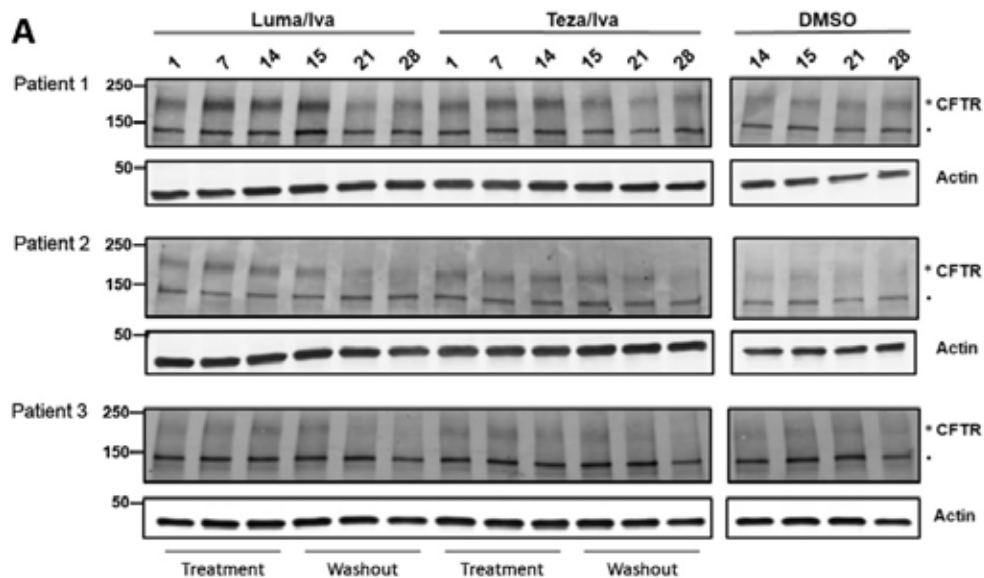 A
Luma/Iva Teza/Iva DMSO
1 7 14 15 21 28 1 7 14 15 21 28 14 15 21 28
Patient 1
250
150
* CFTR
50
Actin
Patient 2
250
150
* CFTR
50
Actin
Patient 3
250
150
* CFTR
50
Actin
Treatment Washout Treatment Washout